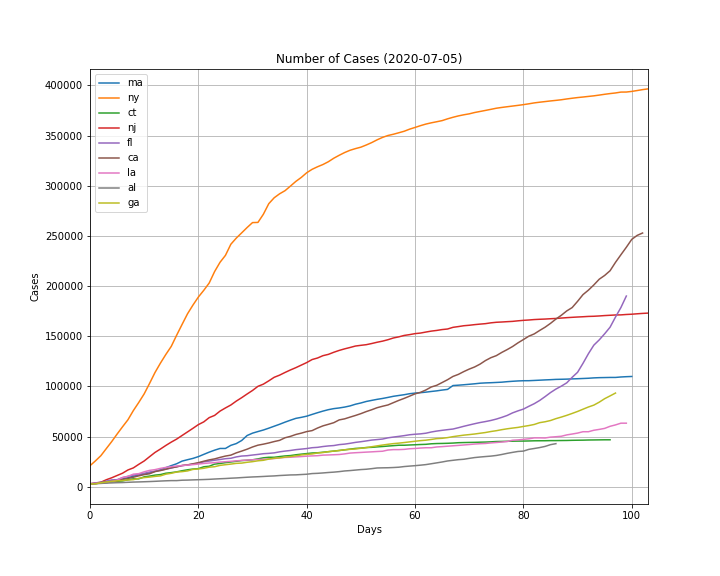 Number of Cases (2020-07-05)
400000
350000
300000
250000
200000
150000
100000
50000
0
Cases
ma
ny
ct
nj
fl
ca
la
al
ga
0 20 40 60 80 100
Days